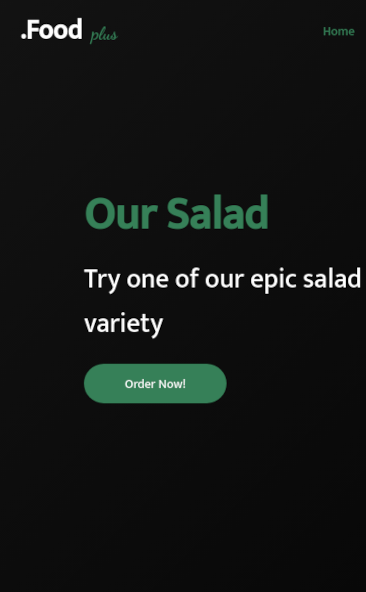 .Food plus
Home
Our Salad
Try one of our epic salad
variety
Order Now!